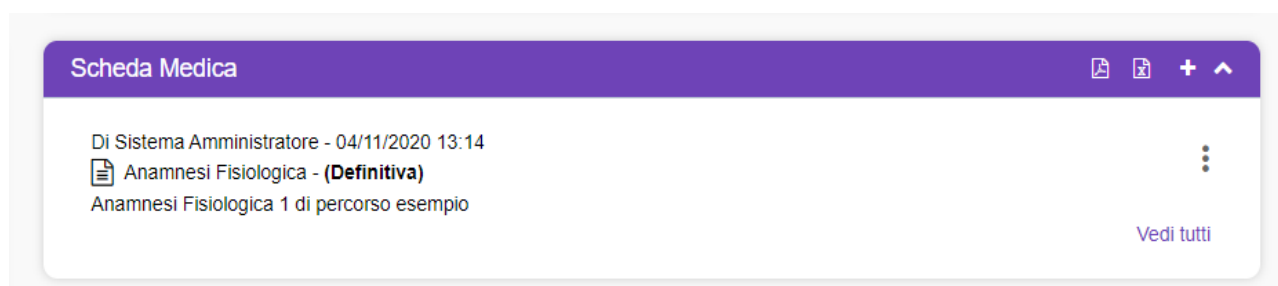 Scheda Medica
Di Sistema Amministratore - 04/11/2020 13:14
Anamnesi Fisiologica - (Definitiva)
Anamnesi Fisiologica 1 di percorso esempio
Vedi tutti